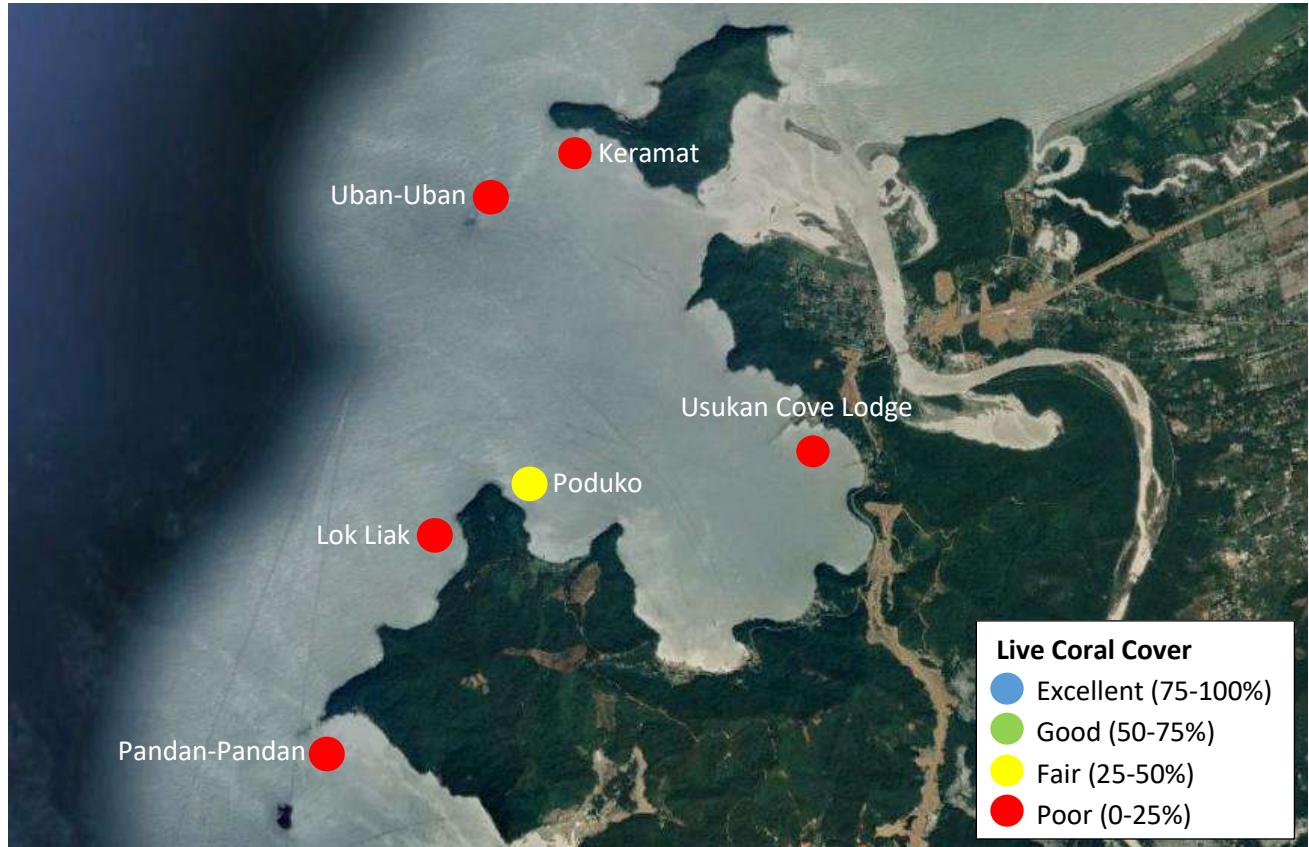 Keramat
Uban-Uban
Usukan Cove Lodge
Poduko
Lok Liak
Pandan-Pandan
Live Coral Cover
Excellent (75-100%)
Good (50-75%)
Fair (25-50%)
Poor (0-25%)